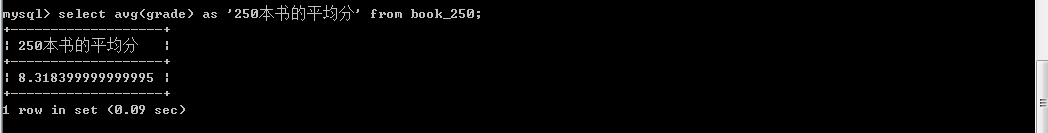 mysql> select avg(grade) as '250本书的平均分' from book_250;
+-------------------+
| 250本书的平均分   |
+-------------------+
| 8.318399999999995 |
+-------------------+
1 row in set (0.09 sec)